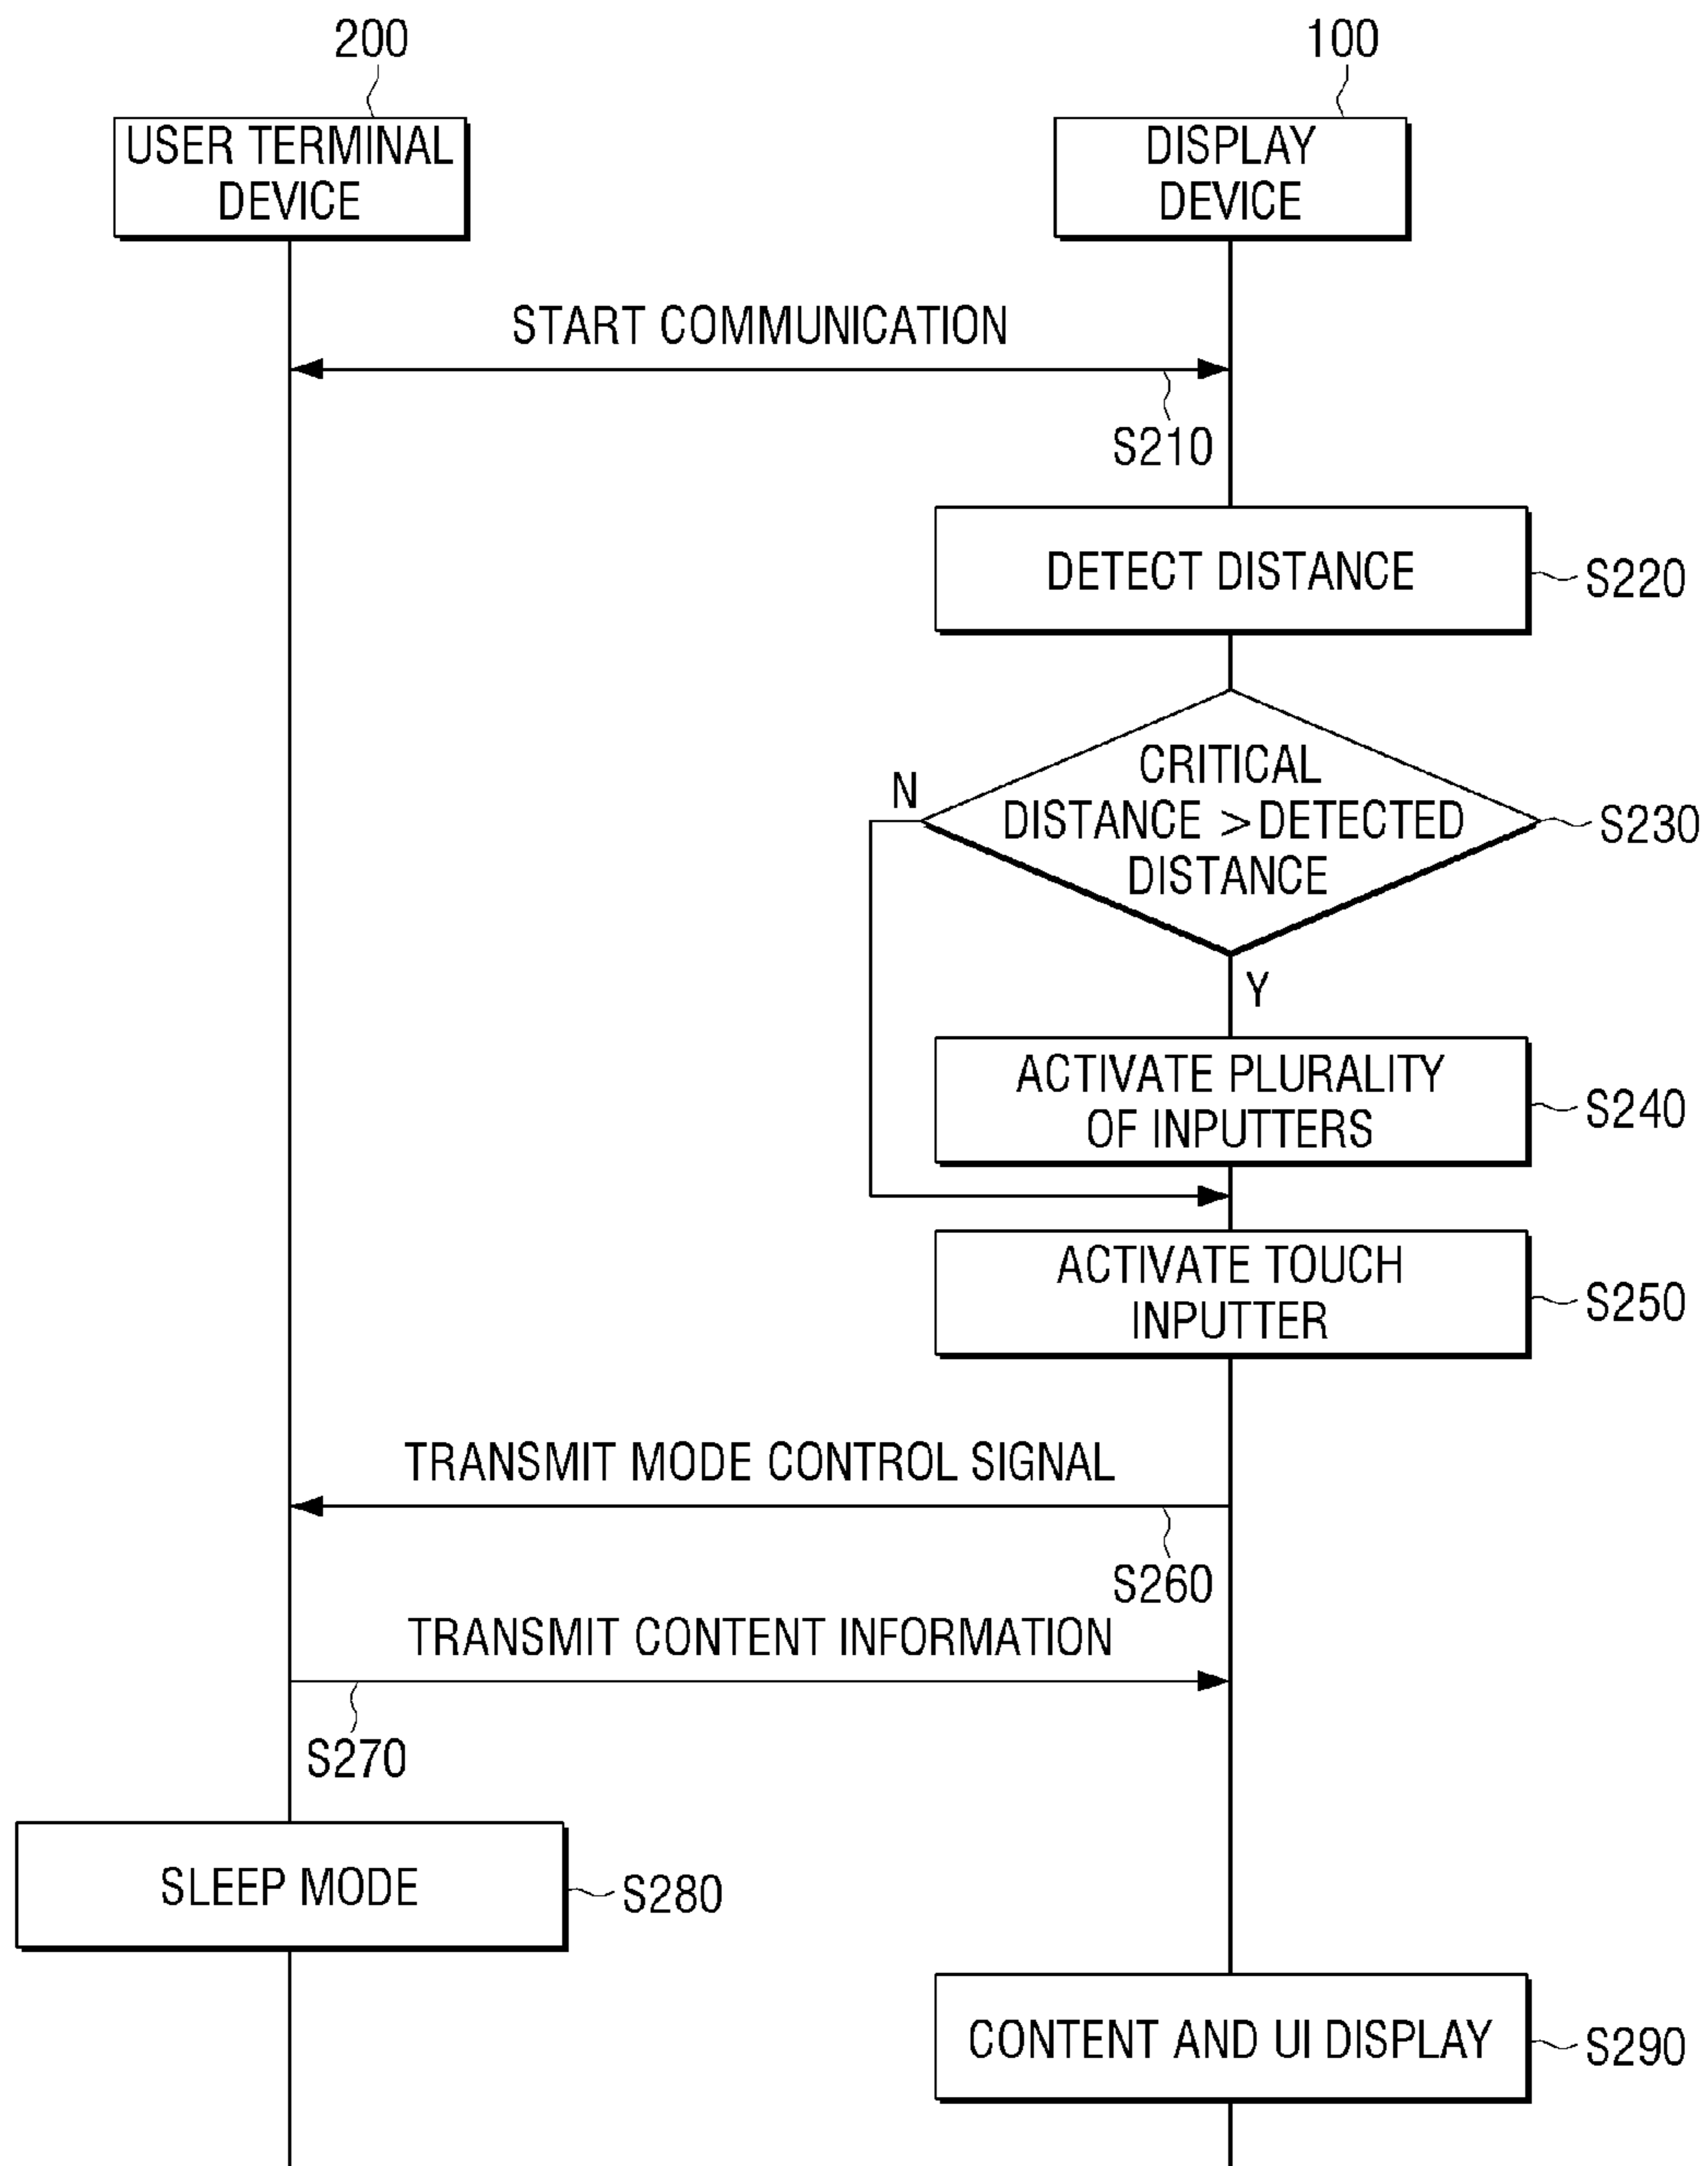 200
100
USER TERMINAL
DEVICE
DISPLAY
DEVICE
START COMMUNICATION
S210
DETECT DISTANCE
S220
CRITICAL
DISTANCE > DETECTED
DISTANCE
N
S230
Y
ACTIVATE PLURALITY
OF INPUTTERS
S240
ACTIVATE TOUCH
INPUTTER
S250
TRANSMIT MODE CONTROL SIGNAL
S260
TRANSMIT CONTENT INFORMATION
S270
SLEEP MODE
S280
CONTENT AND UI DISPLAY
S290